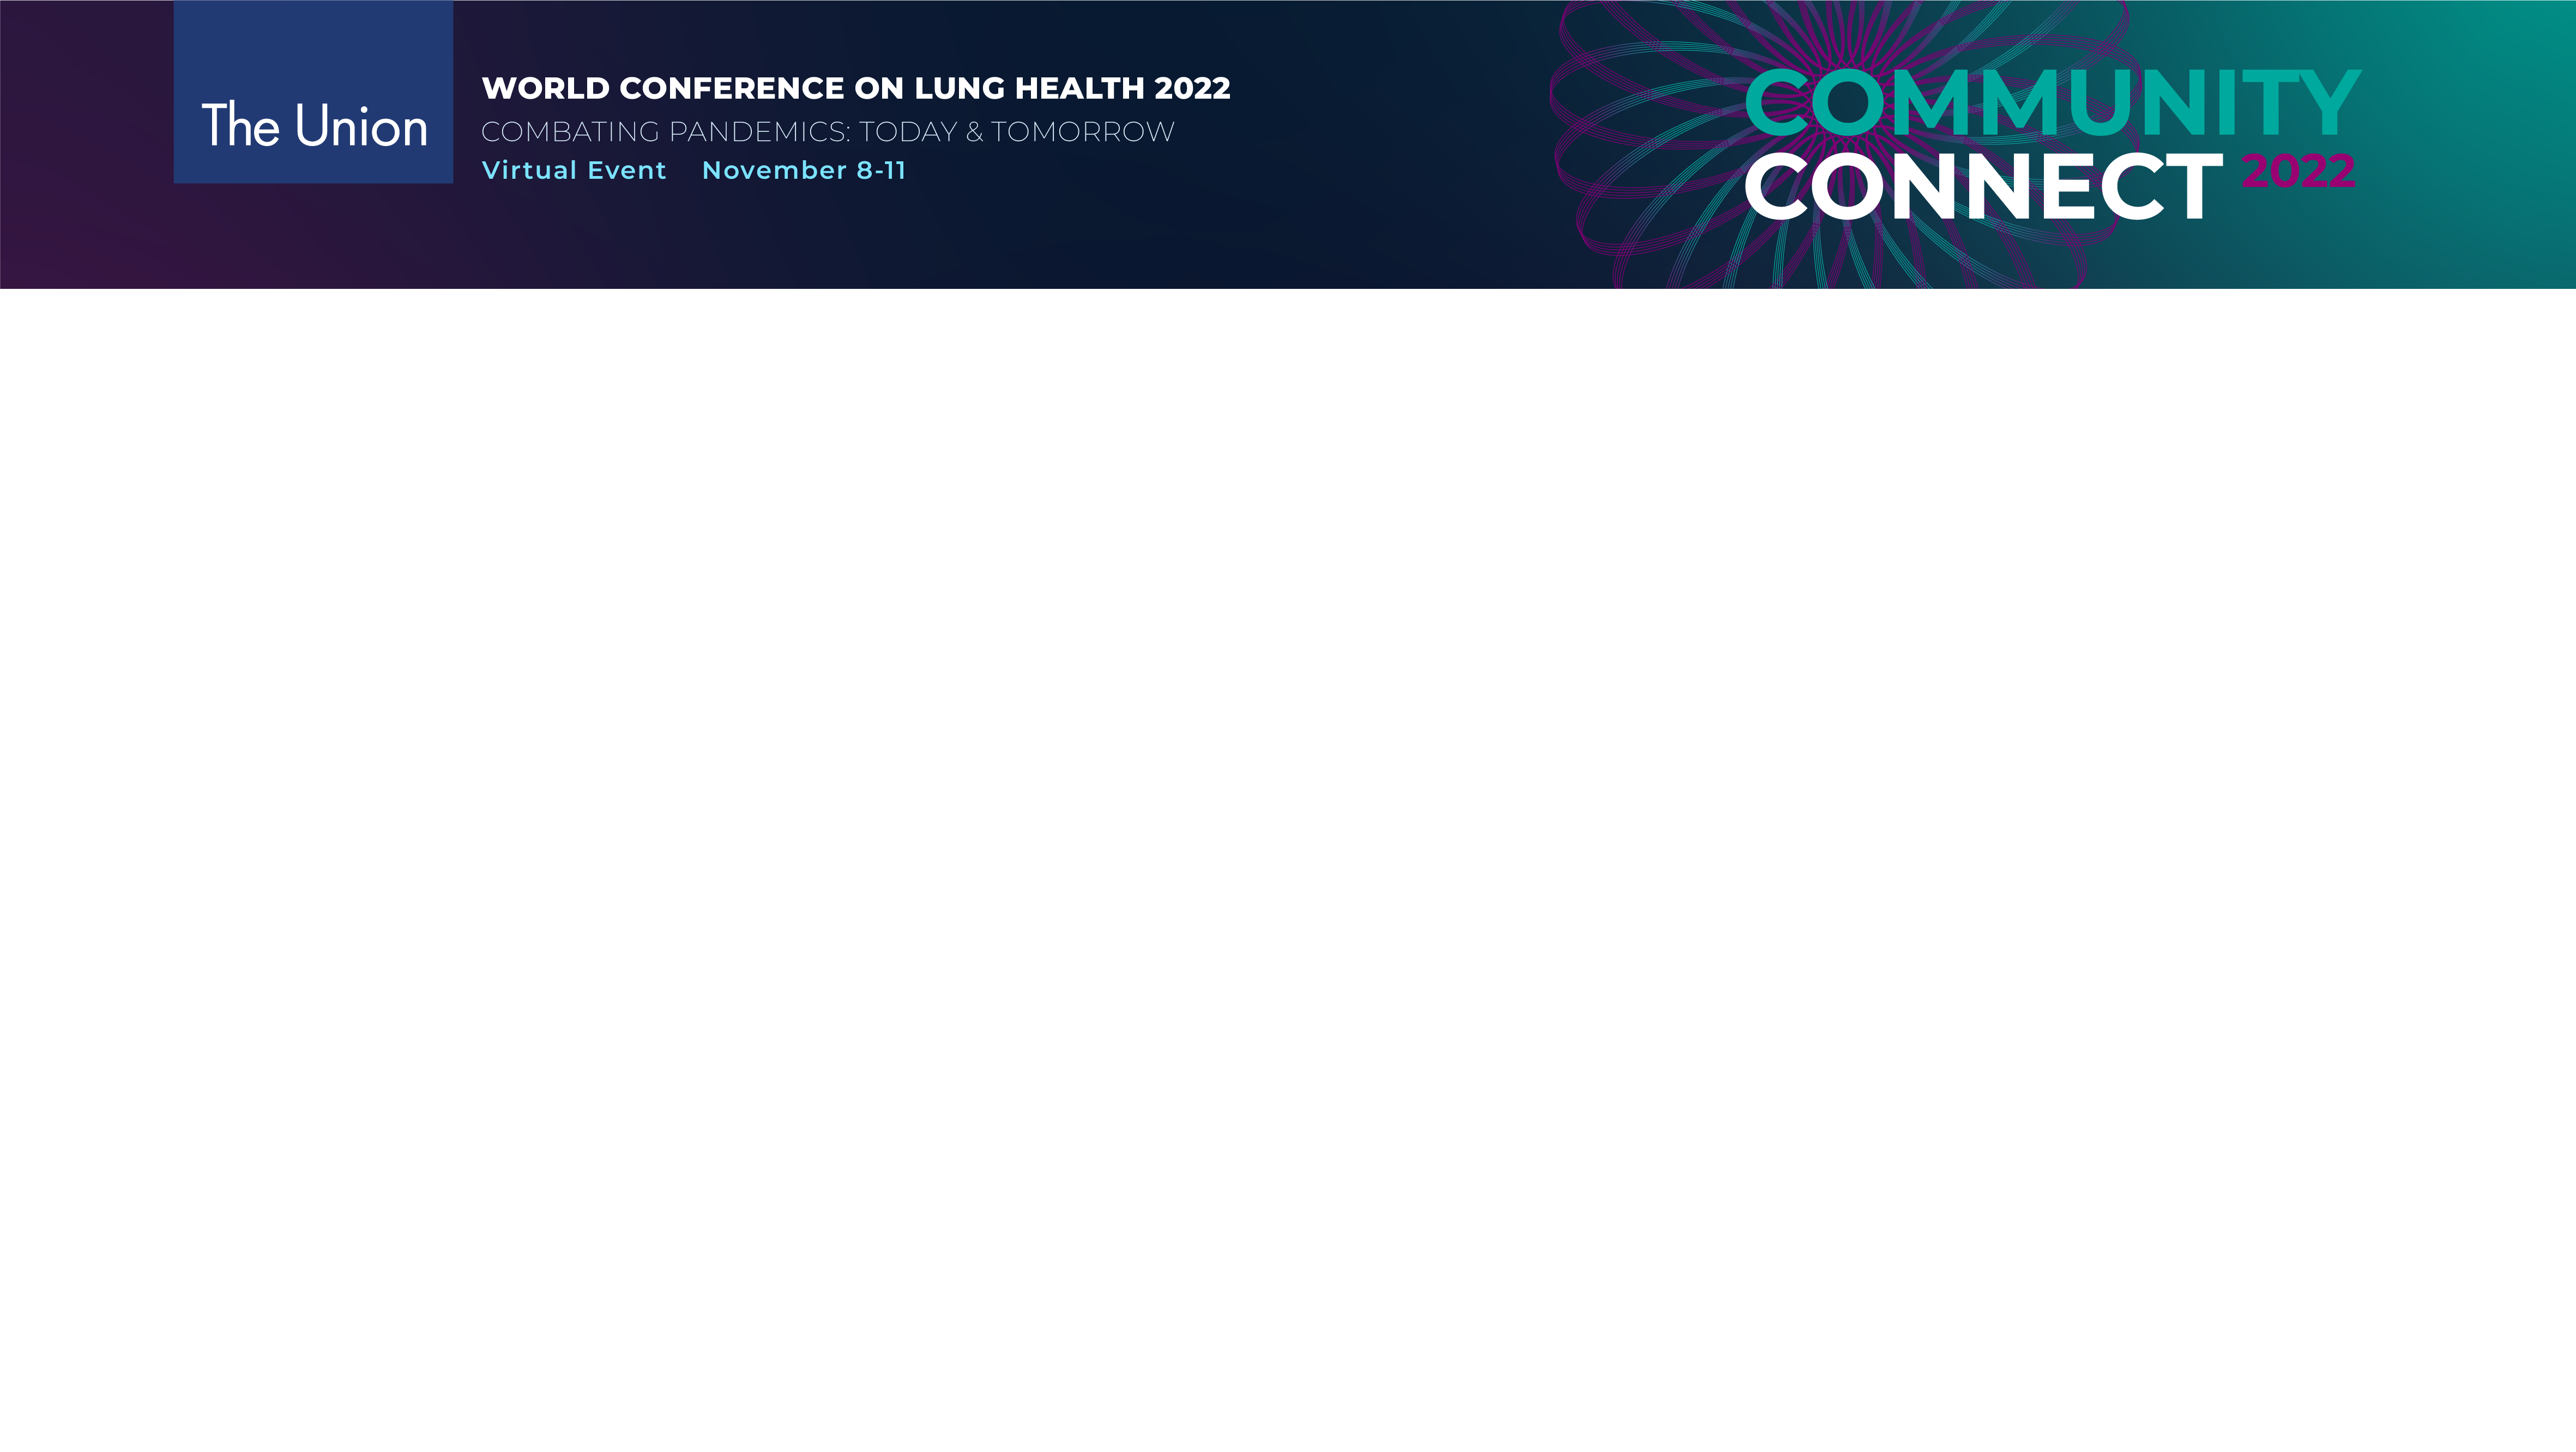 The Union
WORLD CONFERENCE ON LUNG HEALTH 2022
COMBATING PANDEMICS: TODAY & TOMORROW
Virtual Event November 8-11
COMMUNITY
CONNECT 2022